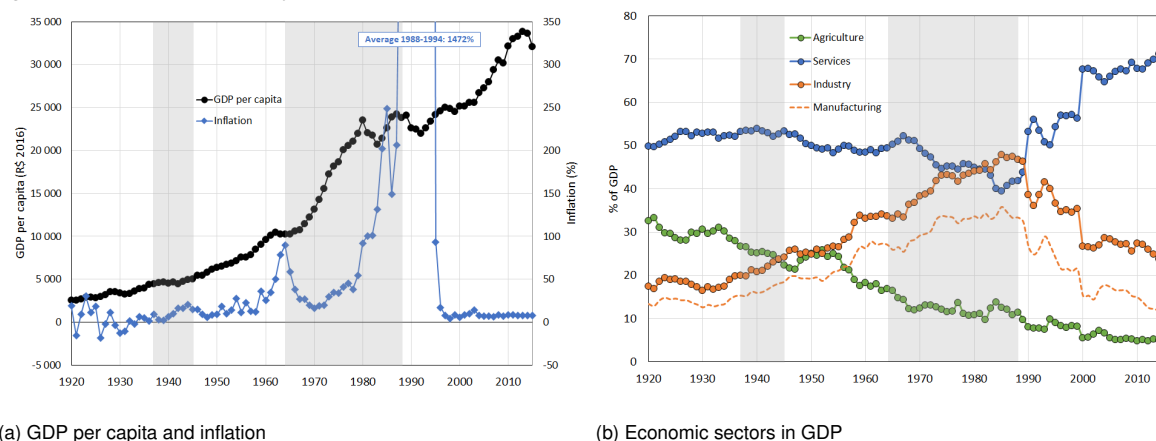 35 000
30 000
25 000
20 000
15 000
10 000
5 000
0
-5 000
GDP per capita (R$ 2016)
350
300
250
200
150
100
50
0
-50
Inflation (%)
Average 1988-1994: 1472%
GDP per capita
Inflation
1920 1930 1940 1950 1960 1970 1980 1990 2000 2010
(a) GDP per capita and inflation
80
70
60
50
40
30
20
10
0
% of GDP
Agriculture
Services
Industry
Manufacturing
1920 1930 1940 1950 1960 1970 1980 1990 2000 2010
(b) Economic sectors in GDP